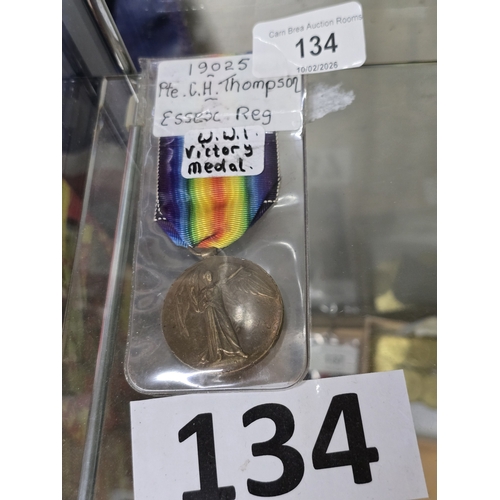 Carn Brea Auction Rooms
134
10/02/2026
19025
Pte. C.H. Thompson
Essex Reg
W.W.1.
Victory
Medal.
134